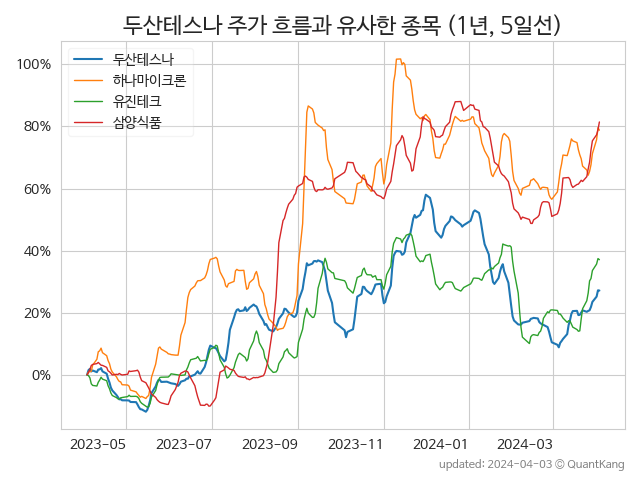 두산테스나 주가 흐름과 유사한 종목 (1년, 5일선)
두산테스나
하나마이크론
유진테크
삼양식품
100%
80%
60%
40%
20%
0%
2023-05 2023-07 2023-09 2023-11 2024-01 2024-03
updated: 2024-04-03 © QuantKang